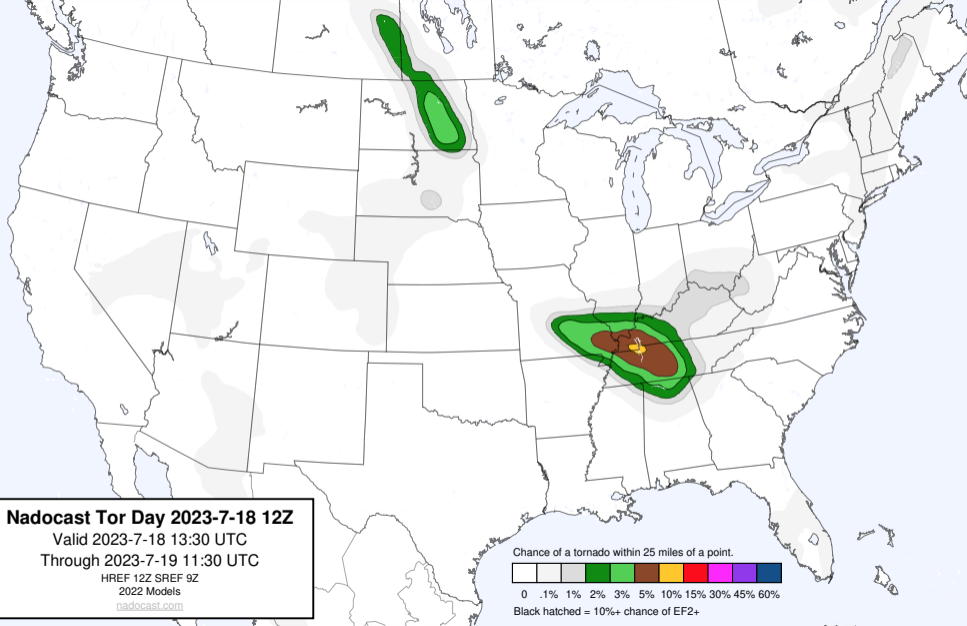 Nadocast Tor Day 2023-7-18 12Z
Valid 2023-7-18 13:30 UTC
Through 2023-7-19 11:30 UTC
HREF 12Z SREF 9Z
2022 Models
nadocast.com
Chance of a tornado within 25 miles of a point.
0 .1% 1% 2% 3% 5% 10% 15% 30% 45% 60%
Black hatched = 10%+ chance of EF2+